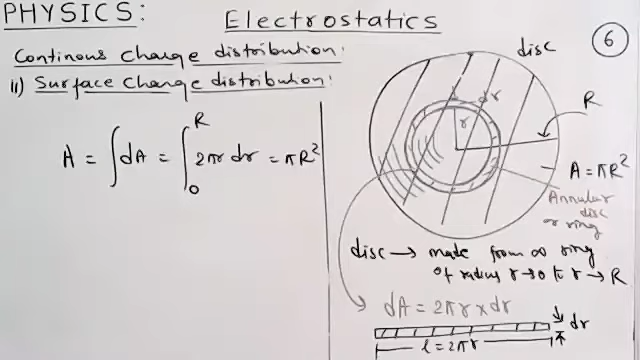 PHYSICS:
Electrostatics
6
Continous charge distribution:
ii) Surface Charge distribution:
A = ∫dA = ∫₀ᴿ 2πr dr = πR²
disc
dr
r
R
A = πR²
Annular
disc
or ring
disc → made from ∞ ring
of radius r→0 to r→R
dA = 2πr × dr
dr
l = 2πr